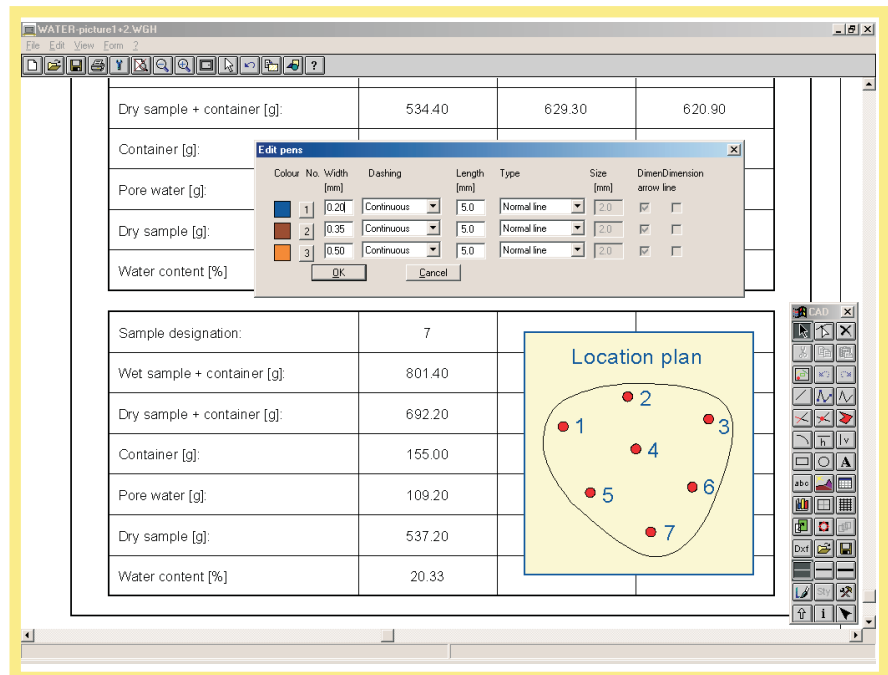 WATER-picture1+2.WGH
File Edit View Form ?
Dry sample + container [g]: 534.40 629.30 620.90
Container [g]:
Pore water [g]:
Dry sample [g]:
Water content [%]
Edit pens
Colour No. Width Dashing Length Type Size DimenDimension
[mm] [mm] [mm] arrow line
1 0.20 Continuous 5.0 Normal line 2.0
2 0.35 Continuous 5.0 Normal line 2.0
3 0.50 Continuous 5.0 Normal line 2.0
OK Cancel
Sample designation: 7
Wet sample + container [g]: 801.40
Dry sample + container [g]: 692.20
Container [g]: 155.00
Pore water [g]: 109.20
Dry sample [g]: 537.20
Water content [%] 20.33
Location plan
2
1
3
4
5
6
7
CAD
h v
A
abc
Dxf
Sty
i